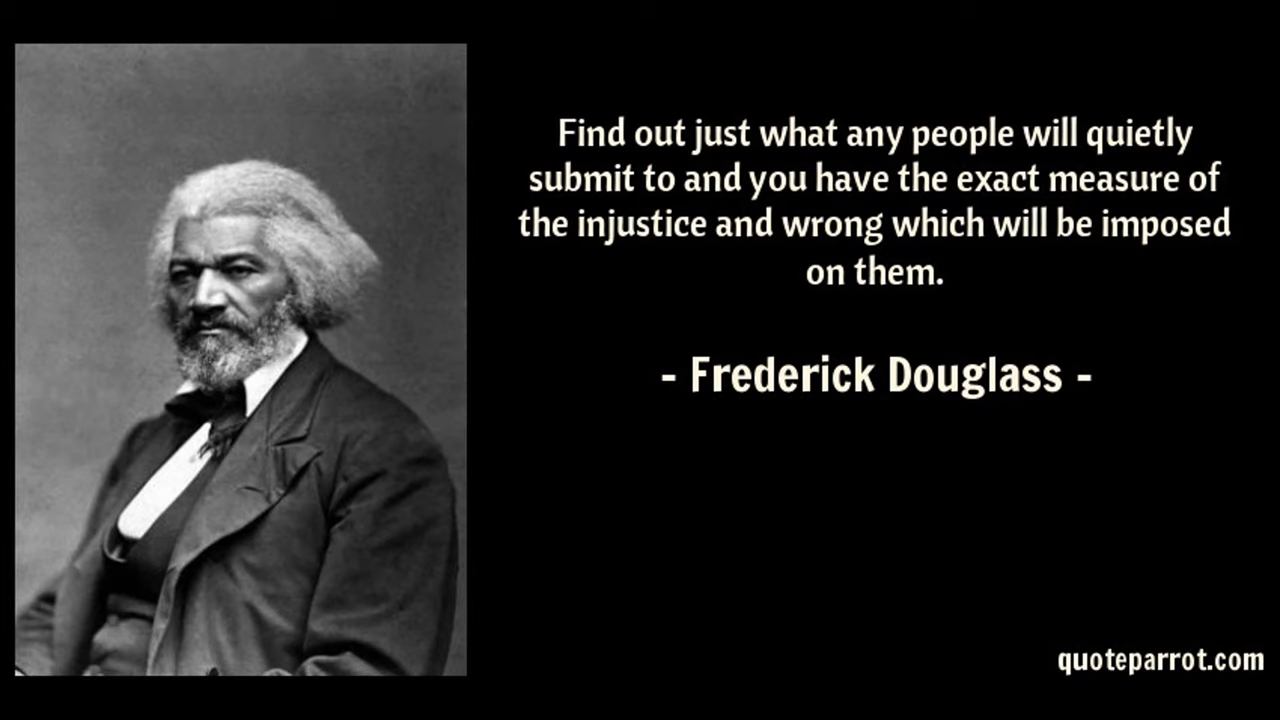 Find out just what any people will quietly
submit to and you have the exact measure of
the injustice and wrong which will be imposed
on them.
- Frederick Douglass -
quoteparrot.com